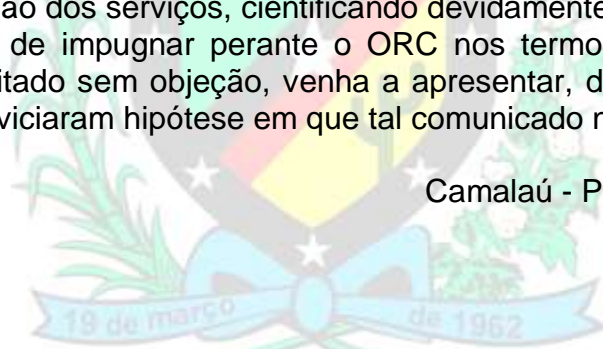 ão dos serviços, cientificando devidamente
de impugnar perante o ORC nos termo
itado sem objeção, venha a apresentar, d
viciaram hipótese em que tal comunicado n
Camalaú - P
19 de março de 1962